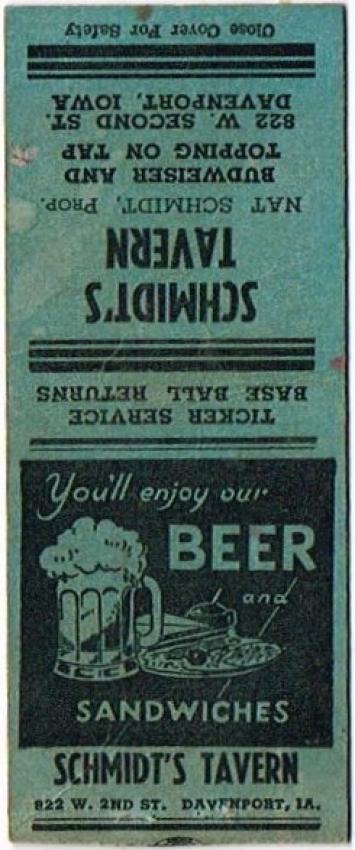 Close Cover For Safety
822 W. SECOND ST.
DAVENPORT, IOWA
BUDWEISER AND
TOPPING ON TAP
NAT SCHMIDT, PROP.
SCHMIDT'S
TAVERN
TICKER SERVICE
BASE BALL RETURNS
You'll enjoy our
BEER
and
SANDWICHES
SCHMIDT'S TAVERN
822 W. 2ND ST. DAVENPORT, IA.